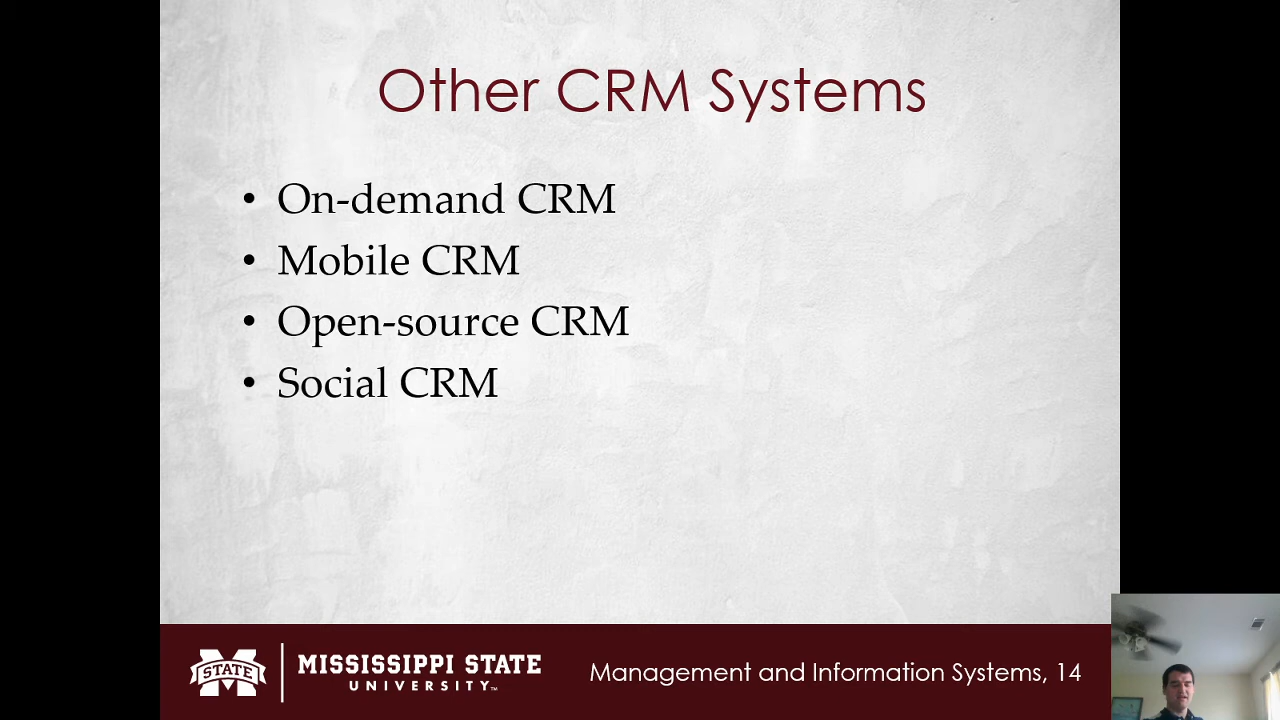 Other CRM Systems
• On-demand CRM
• Mobile CRM
• Open-source CRM
• Social CRM
STATE
MISSISSIPPI STATE
UNIVERSITY™
Management and Information Systems, 14